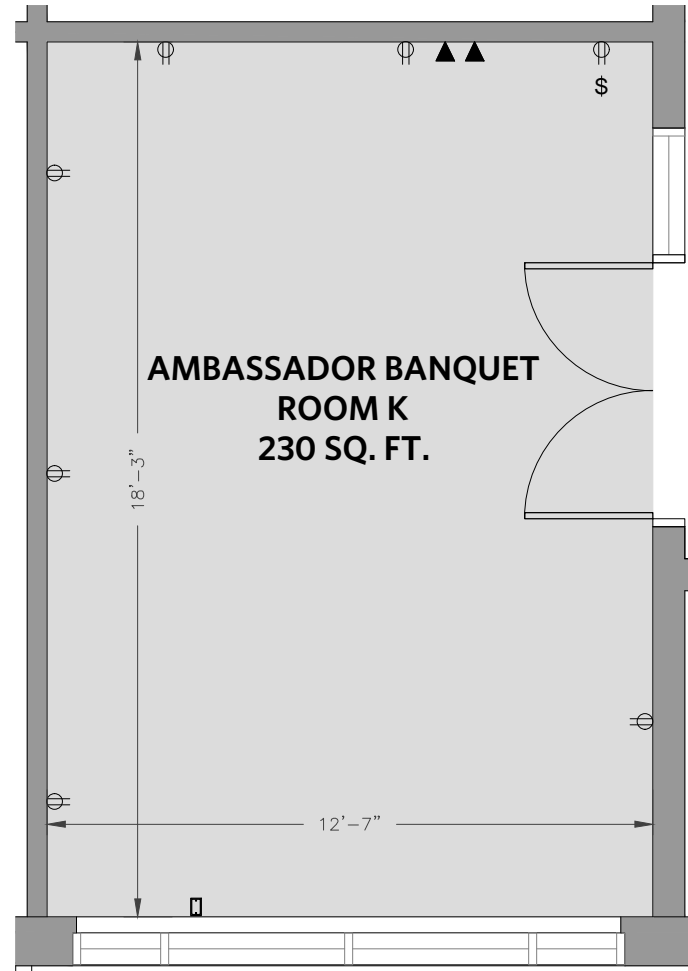 $
AMBASSADOR BANQUET
ROOM K
230 SQ. FT.
18'-3"
12'-7"